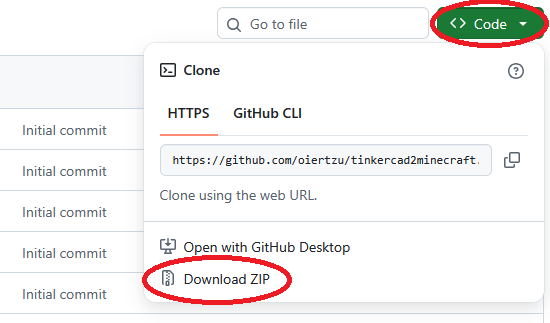 Go to file
Code
Clone
HTTPS GitHub CLI
Initial commit
https://github.com/oiertzu/tinkercad2minecraft.
Initial commit
Clone using the web URL.
Initial commit
Initial commit
Open with GitHub Desktop
Download ZIP
Initial commit